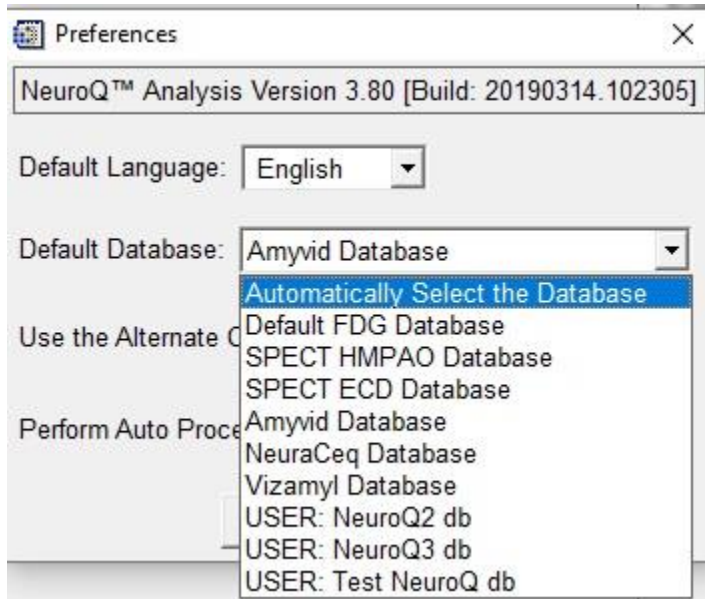 Preferences
NeuroQ™ Analysis Version 3.80 [Build: 20190314.102305]
Default Language: English
Default Database: Amyvid Database
Automatically Select the Database
Default FDG Database
Use the Alternate
SPECT HMPAO Database
SPECT ECD Database
Amyvid Database
Perform Auto
NeuraCeq Database
Vizamyl Database
USER: NeuroQ2 db
USER: NeuroQ3 db
USER: Test NeuroQ db